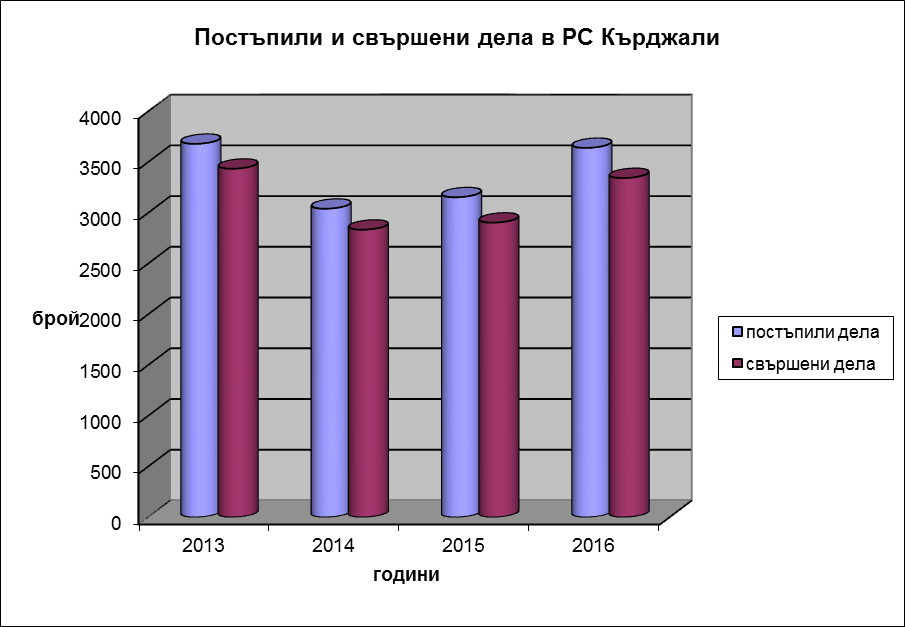 Постъпили и свършени дела в РС Кърджали
4000
3500
3000
2500
2000
1500
1000
500
0
брой
2013 2014 2015 2016
години
постъпили дела
свършени дела